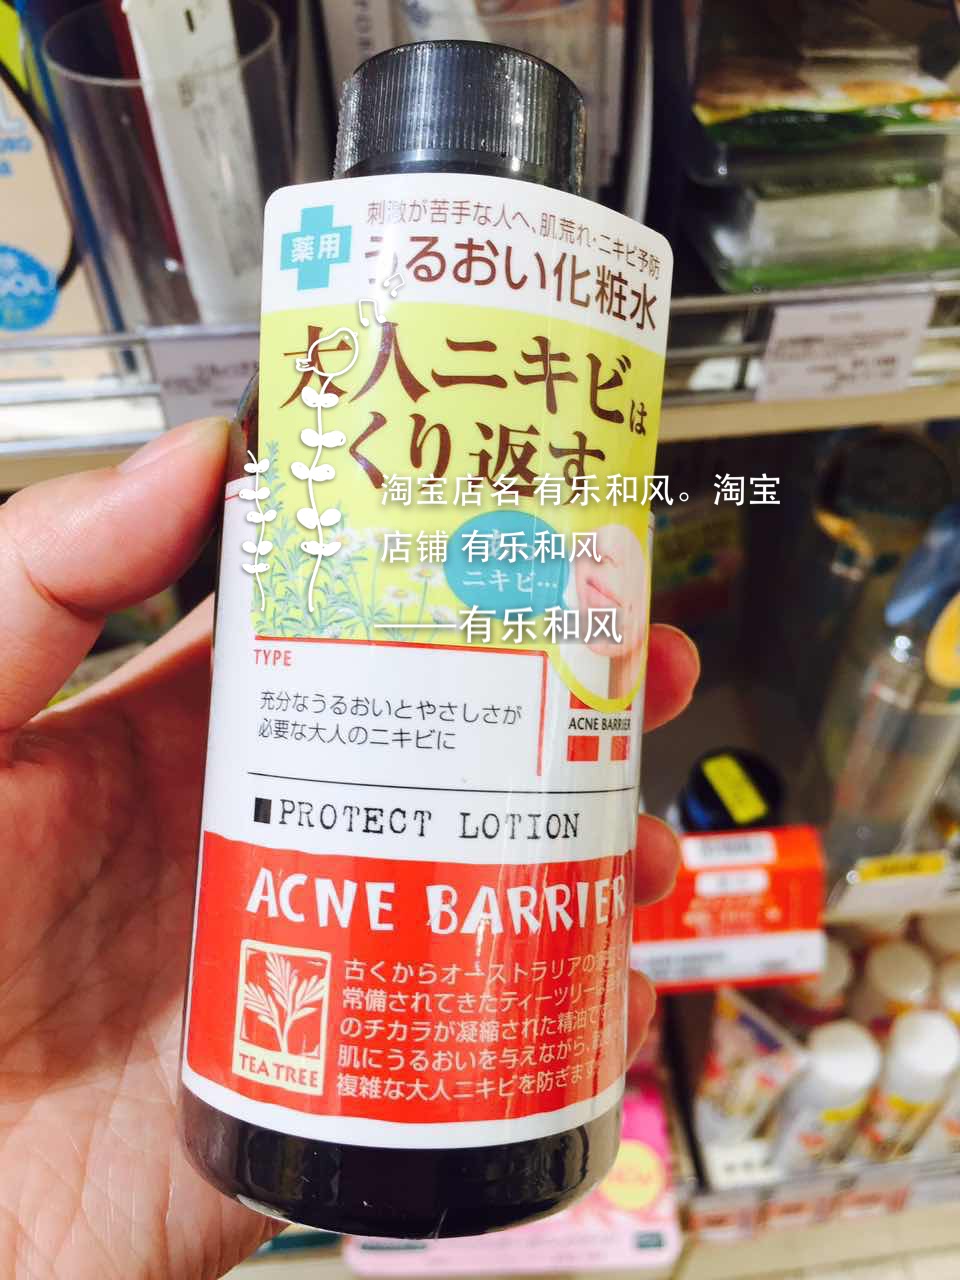 薬用
刺激が苦手な人へ、肌荒れ・ニキビ予防
うるおい化粧水
大人ニキビは
くり返す
ニキビ…
淘宝店名 有乐和风。淘宝
店铺 有乐和风
——有乐和风
TYPE
充分なうるおいとやさしさが
必要な大人のニキビに
ACNE BARRIER
PROTECT LOTION
ACNE BARRIER
TEA TREE
古くからオーストラリアの
常備されてきたティーツリー
のチカラが凝縮された精油で
肌にうるおいを与えながら、
複雑な大人ニキビを防ぎます